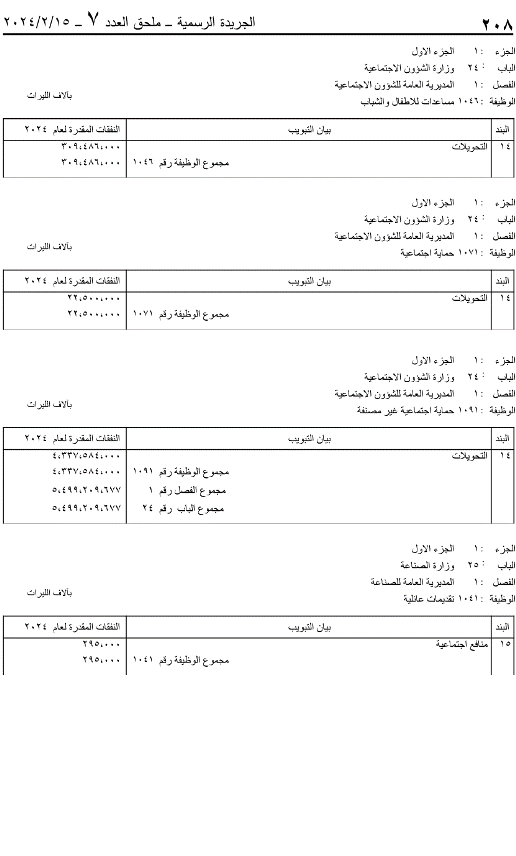 ٢٠٨ الجريدة الرسمية – ملحق العدد ٧ – ٢٠٢٤/٢/١٥
الجزء : ١ الجزء الاول
الباب : ٢٤ وزارة الشؤون الاجتماعية
الفصل : ١ المديرية العامة للشؤون الاجتماعية
الوظيفة : ١٠٤٦ مساعدات للاطفال والشباب
بآلاف الليرات
البند بيان التبويب النفقات المقدرة لعام ٢٠٢٤
١٤ التحويلات ٣٠٩،٤٨٦،٠٠٠
مجموع الوظيفة رقم ١٠٤٦ ٣٠٩،٤٨٦،٠٠٠
الجزء : ١ الجزء الاول
الباب : ٢٤ وزارة الشؤون الاجتماعية
الفصل : ١ المديرية العامة للشؤون الاجتماعية
الوظيفة : ١٠٧١ حماية اجتماعية
بآلاف الليرات
البند بيان التبويب النفقات المقدرة لعام ٢٠٢٤
١٤ التحويلات ٢٢،٥٠٠،٠٠٠
مجموع الوظيفة رقم ١٠٧١ ٢٢،٥٠٠،٠٠٠
الجزء : ١ الجزء الاول
الباب : ٢٤ وزارة الشؤون الاجتماعية
الفصل : ١ المديرية العامة للشؤون الاجتماعية
الوظيفة : ١٠٩١ حماية اجتماعية غير مصنفة
بآلاف الليرات
البند بيان التبويب النفقات المقدرة لعام ٢٠٢٤
١٤ التحويلات ٤،٣٣٧،٥٨٤،٠٠٠
مجموع الوظيفة رقم ١٠٩١ ٤،٣٣٧،٥٨٤،٠٠٠
مجموع الفصل رقم ١ ٥،٤٩٩،٢٠٩،٦٧٧
مجموع الباب رقم ٢٤ ٥،٤٩٩،٢٠٩،٦٧٧
الجزء : ١ الجزء الاول
الباب : ٢٥ وزارة الصناعة
الفصل : ١ المديرية العامة للصناعة
الوظيفة : ١٠٤١ تقديمات عائلية
بآلاف الليرات
البند بيان التبويب النفقات المقدرة لعام ٢٠٢٤
١٥ منافع اجتماعية ٢٩٥،٠٠٠
مجموع الوظيفة رقم ١٠٤١ ٢٩٥،٠٠٠